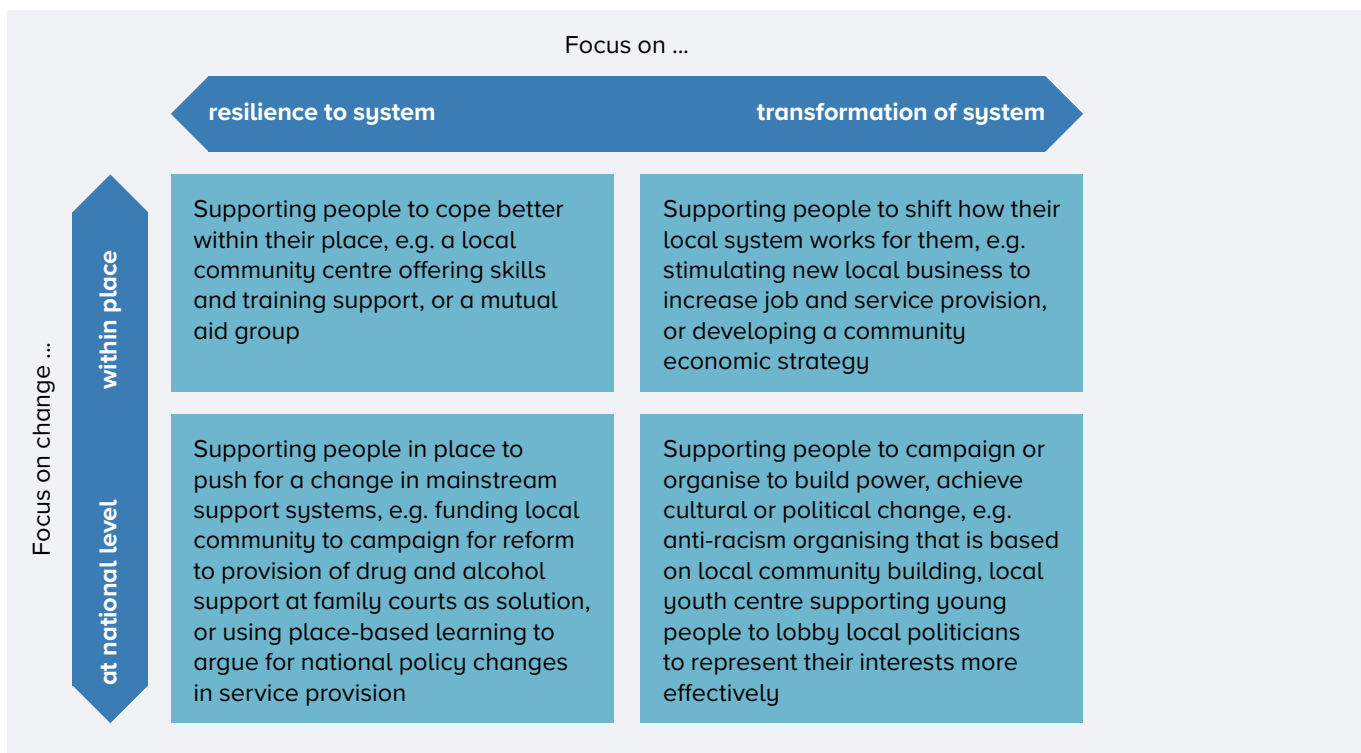 Focus on ...
resilience to system
transformation of system
Focus on change ...
within place
at national level
Supporting people to cope better
within their place, e.g. a local
community centre offering skills
and training support, or a mutual
aid group
Supporting people to shift how their
local system works for them, e.g.
stimulating new local business to
increase job and service provision,
or developing a community
economic strategy
Supporting people in place to
push for a change in mainstream
support systems, e.g. funding local
community to campaign for reform
to provision of drug and alcohol
support at family courts as solution,
or using place-based learning to
argue for national policy changes
in service provision
Supporting people to campaign or
organise to build power, achieve
cultural or political change, e.g.
anti-racism organising that is based
on local community building, local
youth centre supporting young
people to lobby local politicians
to represent their interests more
effectively